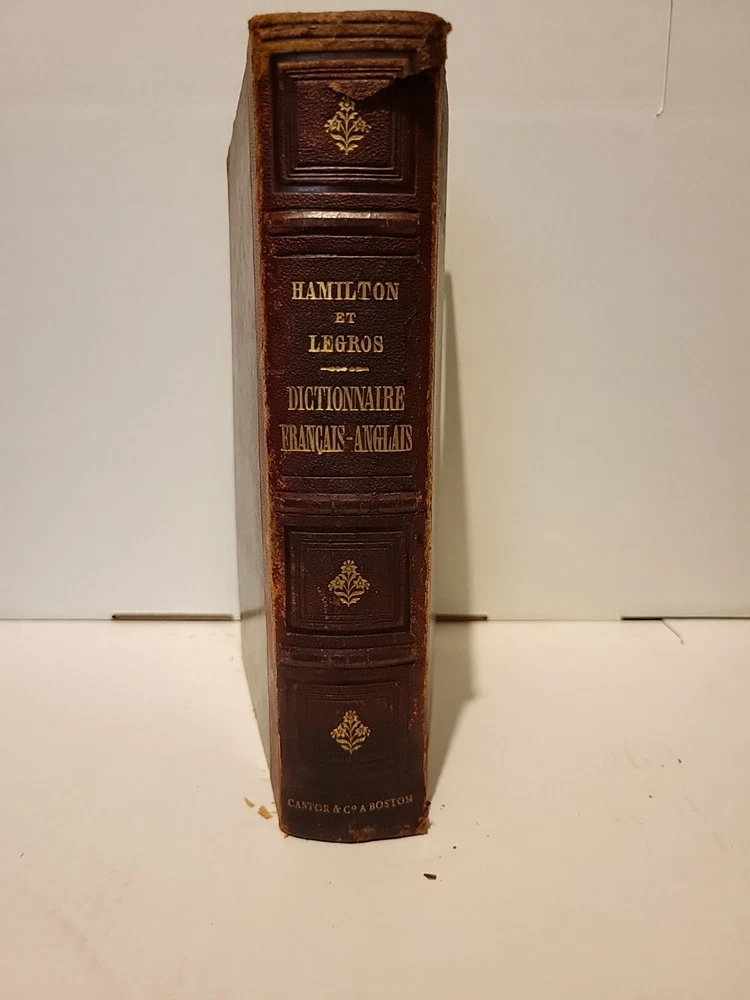 HAMILTON
ET
LEGROS
DICTIONNAIRE
FRANÇAIS-ANGLAIS
CASTOR & Cº A BOSTON